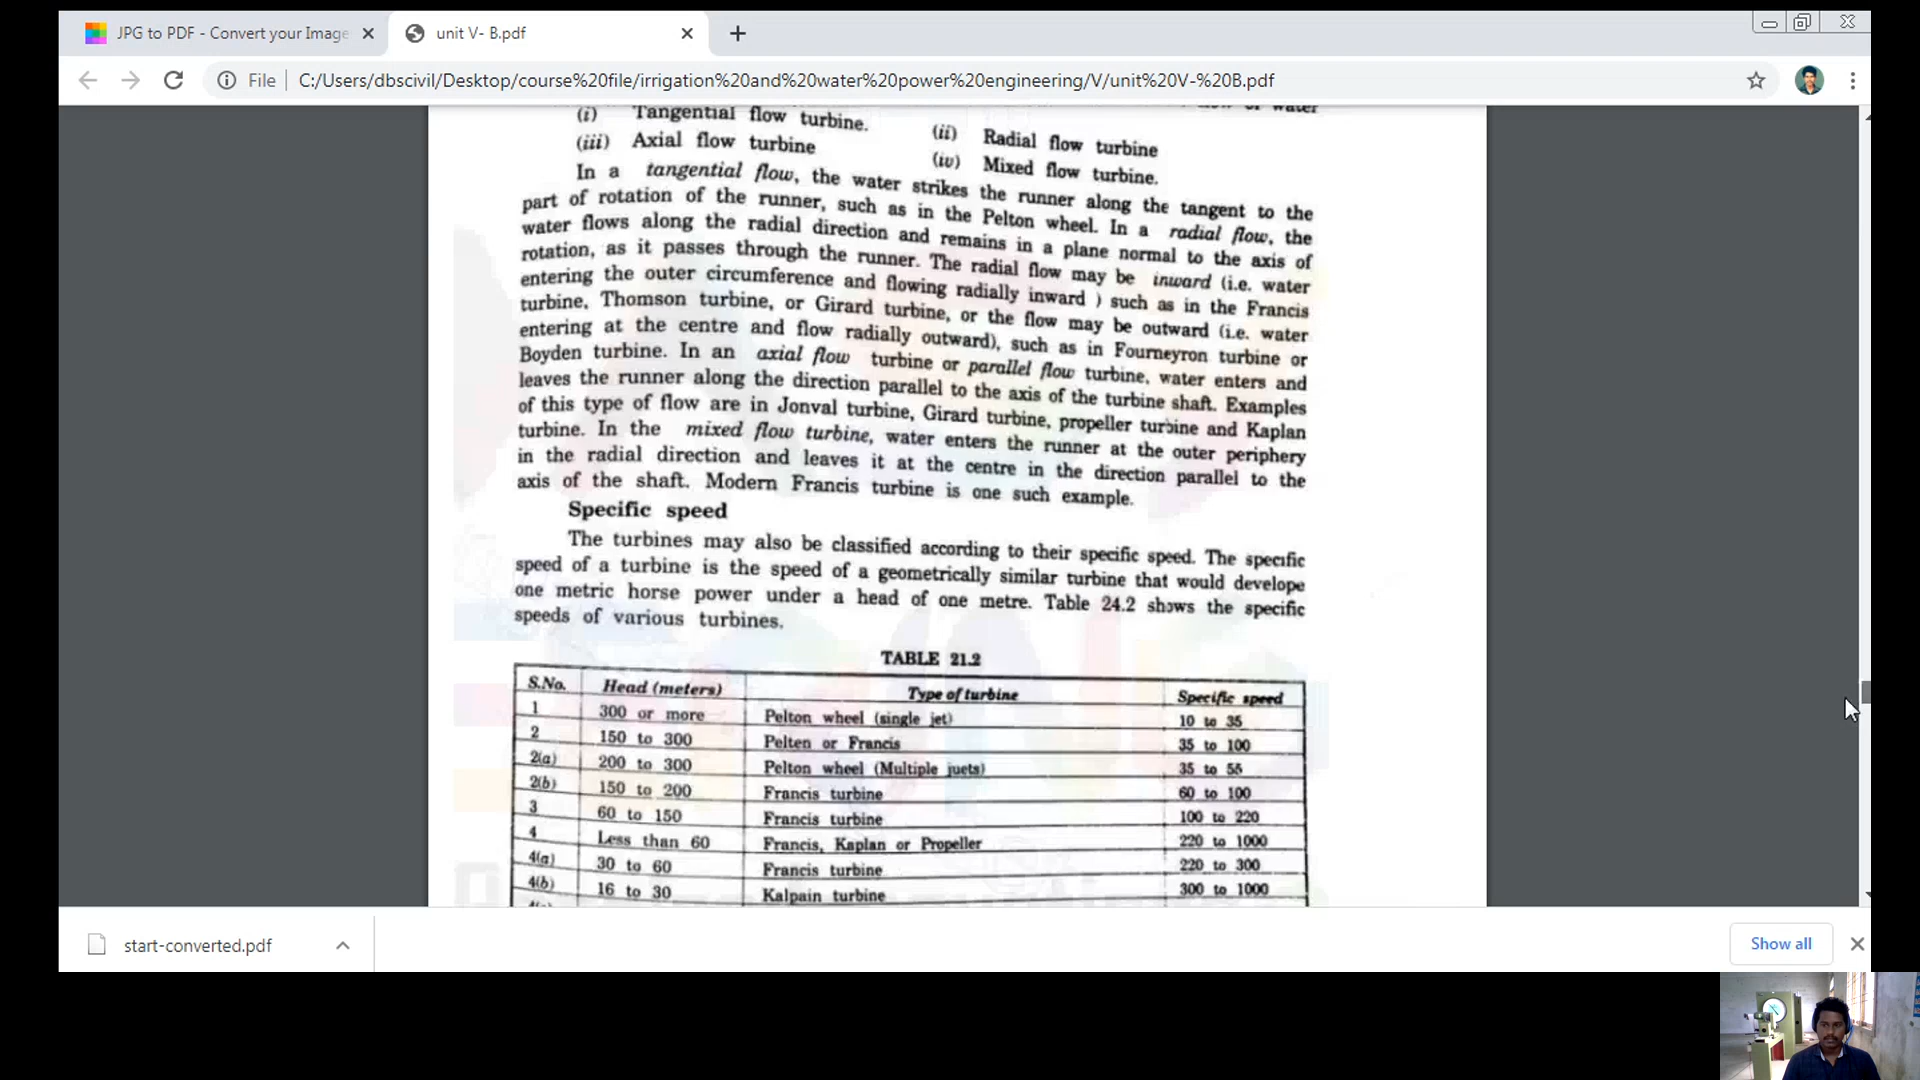 JPG to PDF - Convert your Image
unit V- B.pdf
File
C:/Users/dbscivil/Desktop/course%20file/irrigation%20and%20water%20power%20engineering/V/unit%20V-%20B.pdf
of water
(i) Tangential flow turbine.
(ii) Radial flow turbine
(iii) Axial flow turbine
(iv) Mixed flow turbine.
In a tangential flow, the water strikes the runner along the tangent to the
part of rotation of the runner, such as in the Pelton wheel. In a radial flow, the
water flows along the radial direction and remains in a plane normal to the axis of
rotation, as it passes through the runner. The radial flow may be inward (i.e. water
entering the outer circumference and flowing radially inward ) such as in the Francis
turbine, Thomson turbine, or Girard turbine, or the flow may be outward (i.e. water
entering at the centre and flow radially outward), such as in Fourneyron turbine or
Boyden turbine. In an axial flow turbine or parallel flow turbine, water enters and
leaves the runner along the direction parallel to the axis of the turbine shaft. Examples
of this type of flow are in Jonval turbine, Girard turbine, propeller turbine and Kaplan
turbine. In the mixed flow turbine, water enters the runner at the outer periphery
in the radial direction and leaves it at the centre in the direction parallel to the
axis of the shaft. Modern Francis turbine is one such example.
Specific speed
The turbines may also be classified according to their specific speed. The specific
speed of a turbine is the speed of a geometrically similar turbine that would develope
one metric horse power under a head of one metre. Table 24.2 shows the specific
speeds of various turbines.
TABLE 21.2
S.No. Head (meters) Type of turbine Specific speed
1 300 or more Pelton wheel (single jet) 10 to 35
2 150 to 300 Pelten or Francis 35 to 100
2(a) 200 to 300 Pelton wheel (Multiple juets) 35 to 55
2(b) 150 to 200 Francis turbine 60 to 100
3 60 to 150 Francis turbine 100 to 220
4 Less than 60 Francis, Kaplan or Propeller 220 to 1000
4(a) 30 to 60 Francis turbine 220 to 300
4(b) 16 to 30 Kalpain turbine 300 to 1000
start-converted.pdf
Show all